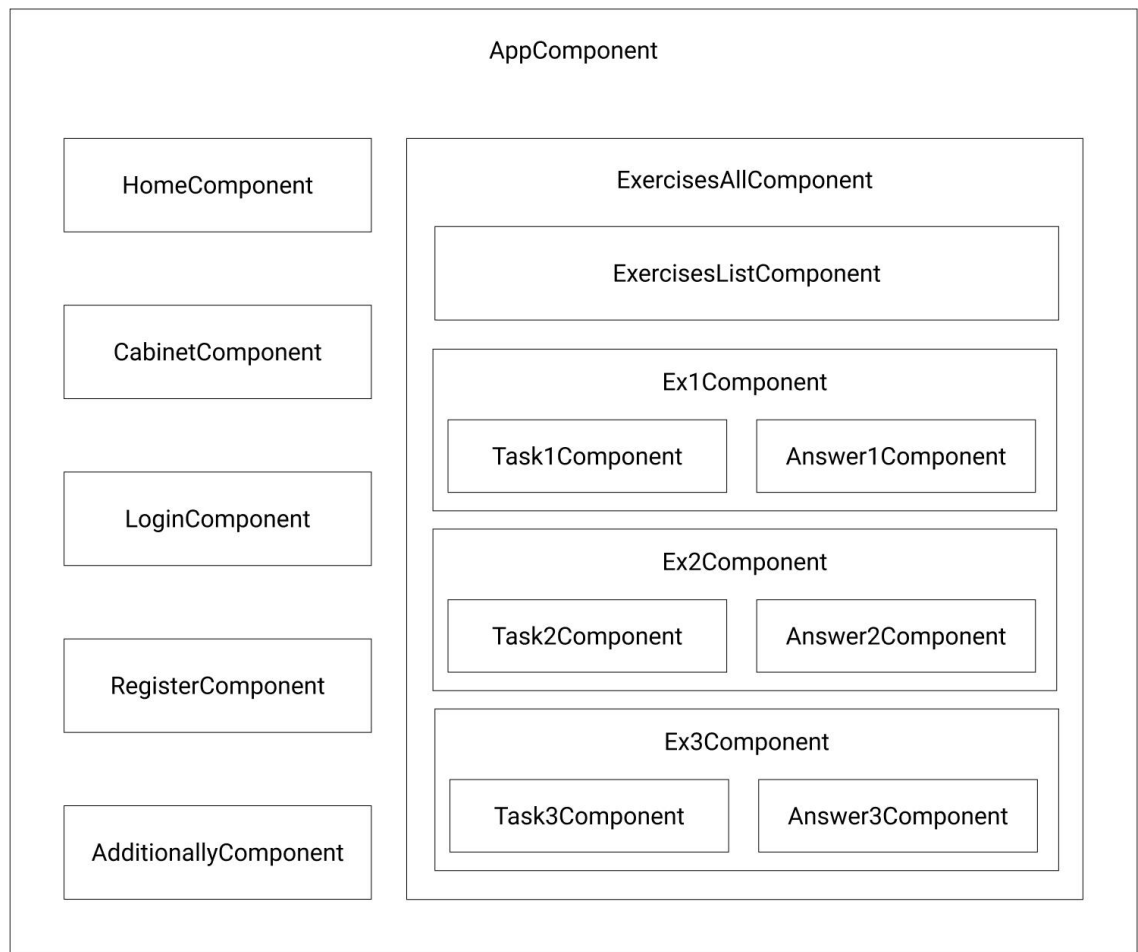 AppComponent
HomeComponent
CabinetComponent
LoginComponent
RegisterComponent
AdditionallyComponent
ExercisesAllComponent
ExercisesListComponent
Ex1Component
Task1Component
Answer1Component
Ex2Component
Task2Component
Answer2Component
Ex3Component
Task3Component
Answer3Component